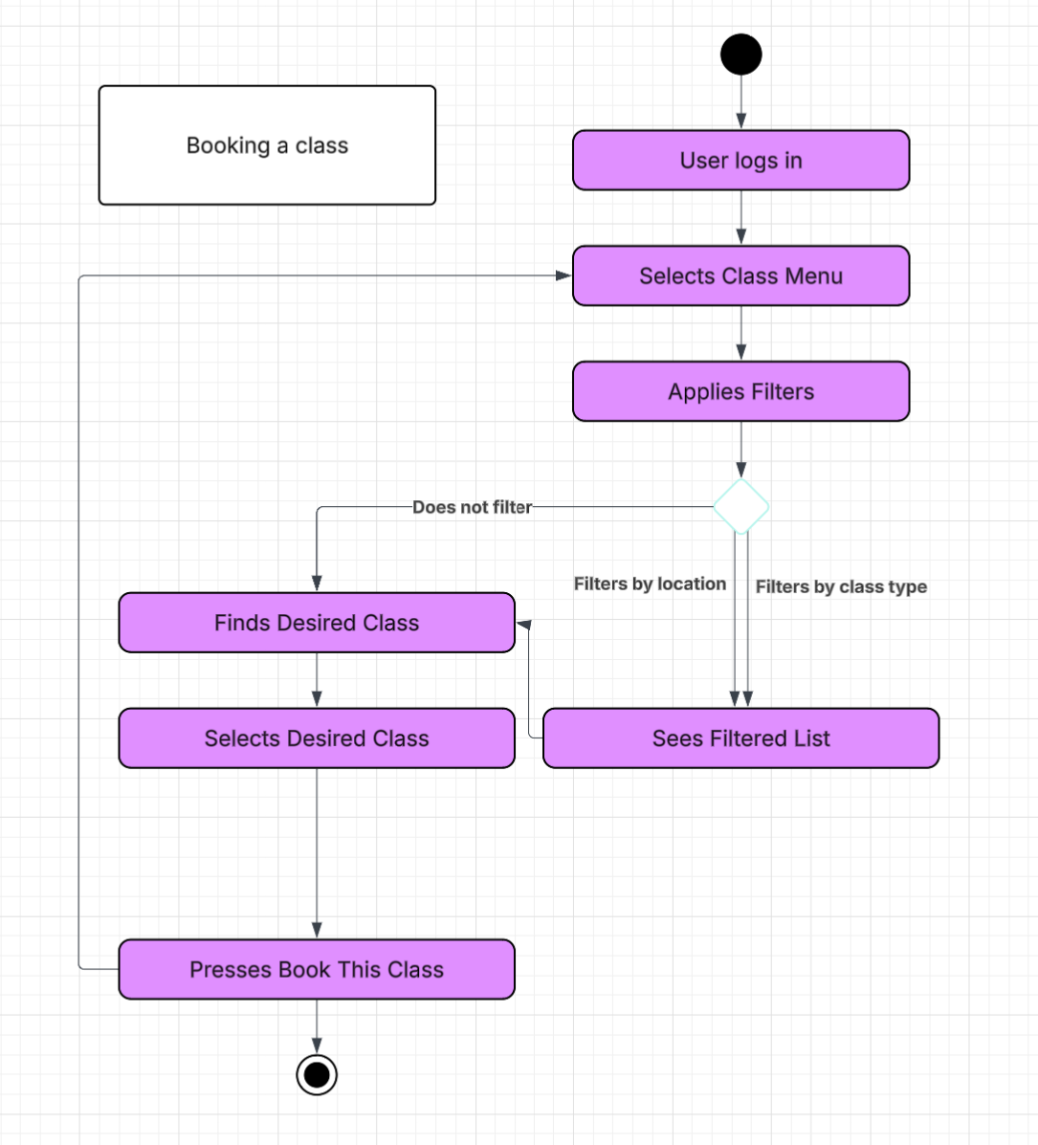 Booking a class
User logs in
Selects Class Menu
Applies Filters
Does not filter
Filters by location
Filters by class type
Finds Desired Class
Selects Desired Class
Sees Filtered List
Presses Book This Class